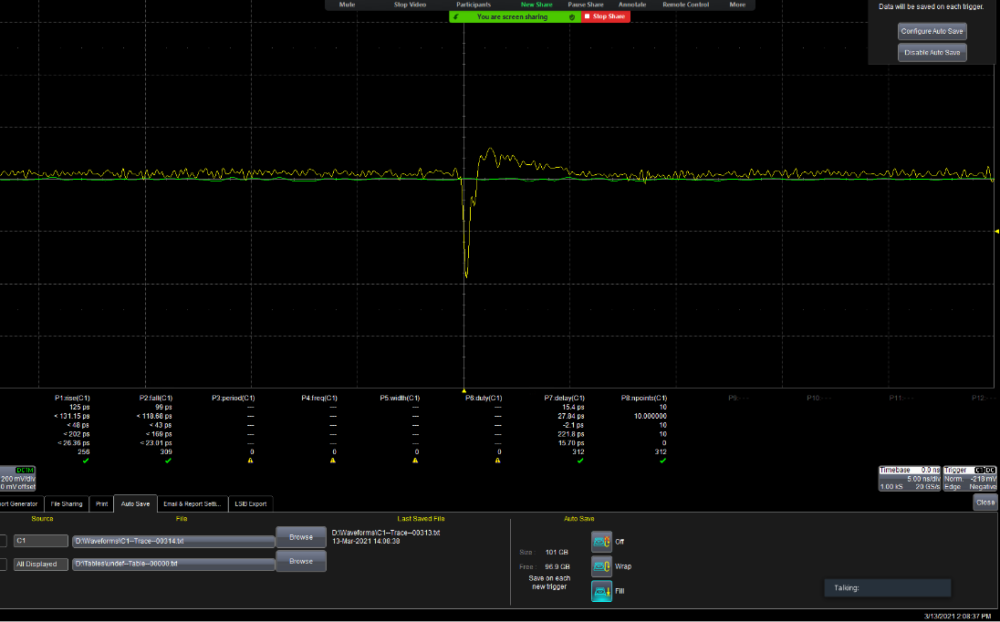 Mute Stop Video Participants New Share Pause Share Annotate Remote Control More
You are screen sharing Stop Share
Data will be saved on each trigger.
Configure Auto Save
Disable Auto Save
P1:rise(C1) P2:fall(C1) P3:period(C1) P4:freq(C1) P5:width(C1) P6:duty(C1) P7:delay(C1) P8:npoints(C1) P9:--- P10:--- P11:--- P12:---
125 ps 99 ps --- --- --- --- 15.4 ps 10
< 131.15 ps < 118.68 ps --- --- --- --- 27.84 ps 10.000000
< 48 ps < 43 ps --- --- --- --- -2.1 ps 10
< 202 ps < 169 ps --- --- --- --- 221.8 ps 10
< 26.36 ps < 23.01 ps --- --- --- --- 15.70 ps 0
256 309 0 0 0 0 312 312
DC1M
200 mV/div
0 mV offset
Timebase 0.0 ns
5.00 ns/div
1.00 kS 20 GS/s
Trigger C1 DC
Norm. -218 mV
Edge Negative
ort Generator File Sharing Print Auto Save Email & Report Setti... LSIB Export Close
Source File Last Saved File Auto Save
C1 D:\Waveforms\C1--Trace--00314.txt Browse D:\Waveforms\C1--Trace--00313.txt
13-Mar-2021 14:08:38
All Displayed D:\Tables\undef--Table--00000.txt Browse
Size : 101 GB
Free : 96.9 GB
Save on each
new trigger
Off
Wrap
Fill
Talking:
3/13/2021 2:08:37 PM